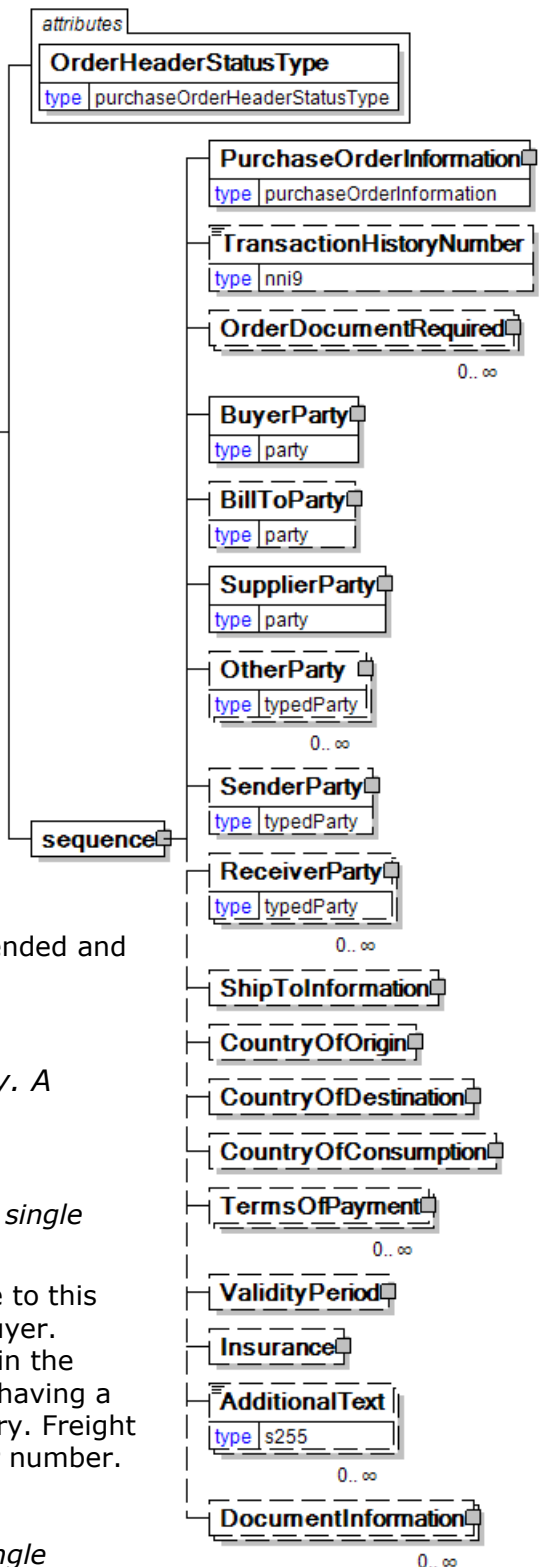 attributes
OrderHeaderStatusType
type purchaseOrderHeaderStatusType
PurchaseOrderInformation
type purchaseOrderInformation
TransactionHistoryNumber
type nni9
OrderDocumentRequired
0.. ∞
BuyerParty
type party
BillToParty
type party
SupplierParty
type party
OtherParty
type typedParty
0.. ∞
SenderParty
type typedParty
sequence
ReceiverParty
type typedParty
0.. ∞
ended and
ShipToInformation
CountryOfOrigin
y. A
CountryOfDestination
CountryOfConsumption
single
TermsOfPayment
0.. ∞
e to this
ValidityPeriod
uyer.
in the
Insurance
having a
AdditionalText
ry. Freight
type s255
r number.
0.. ∞
DocumentInformation
ngle
0.. ∞